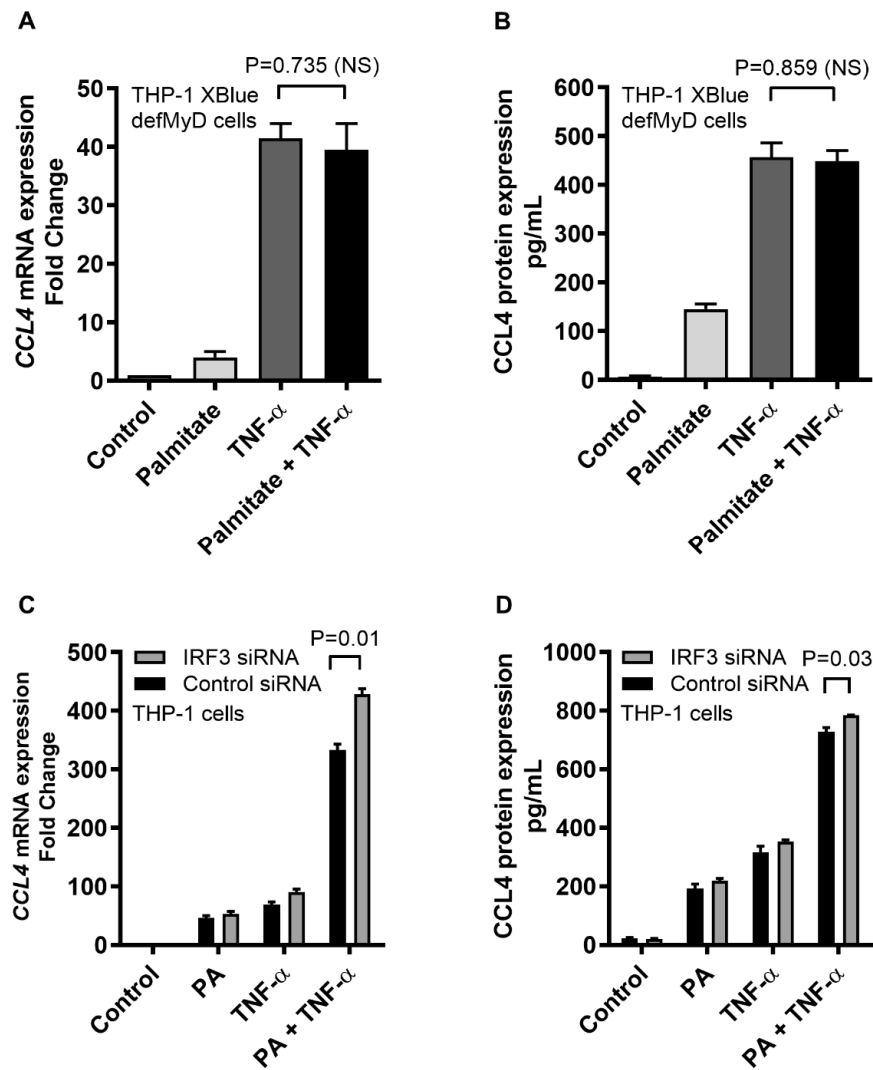 A
P=0.735 (NS)
THP-1 XBlue
defMyD cells
CCL4 mRNA expression
Fold Change
50
40
30
20
10
0
Control
Palmitate
TNF-α
Palmitate + TNF-α
B
P=0.859 (NS)
THP-1 XBlue
defMyD cells
CCL4 protein expression
pg/mL
600
500
400
300
200
100
0
Control
Palmitate
TNF-α
Palmitate + TNF-α
C
P=0.01
IRF3 siRNA
Control siRNA
THP-1 cells
CCL4 mRNA expression
Fold Change
500
400
300
200
100
0
Control
PA
TNF-α
PA + TNF-α
D
P=0.03
IRF3 siRNA
Control siRNA
THP-1 cells
CCL4 protein expression
pg/mL
1000
800
600
400
200
0
Control
PA
TNF-α
PA + TNF-α